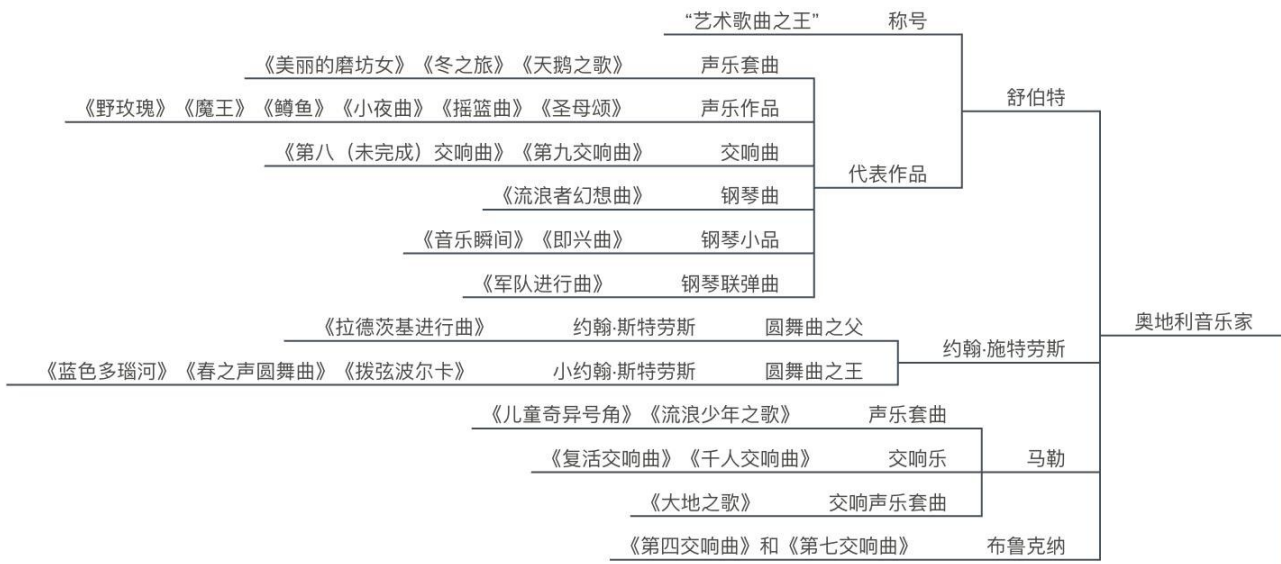 “艺术歌曲之王” 称号
《美丽的磨坊女》《冬之旅》《天鹅之歌》 声乐套曲
舒伯特
《野玫瑰》《魔王》《鳟鱼》《小夜曲》《摇篮曲》《圣母颂》 声乐作品
《第八（未完成）交响曲》《第九交响曲》 交响曲
代表作品
《流浪者幻想曲》 钢琴曲
《音乐瞬间》《即兴曲》 钢琴小品
《军队进行曲》 钢琴联弹曲
奥地利音乐家
《拉德茨基进行曲》 约翰·斯特劳斯 圆舞曲之父
约翰·施特劳斯
《蓝色多瑙河》《春之声圆舞曲》《拨弦波尔卡》 小约翰·斯特劳斯 圆舞曲之王
《儿童奇异号角》《流浪少年之歌》 声乐套曲
《复活交响曲》《千人交响曲》 交响乐 马勒
《大地之歌》 交响声乐套曲
《第四交响曲》和《第七交响曲》 布鲁克纳